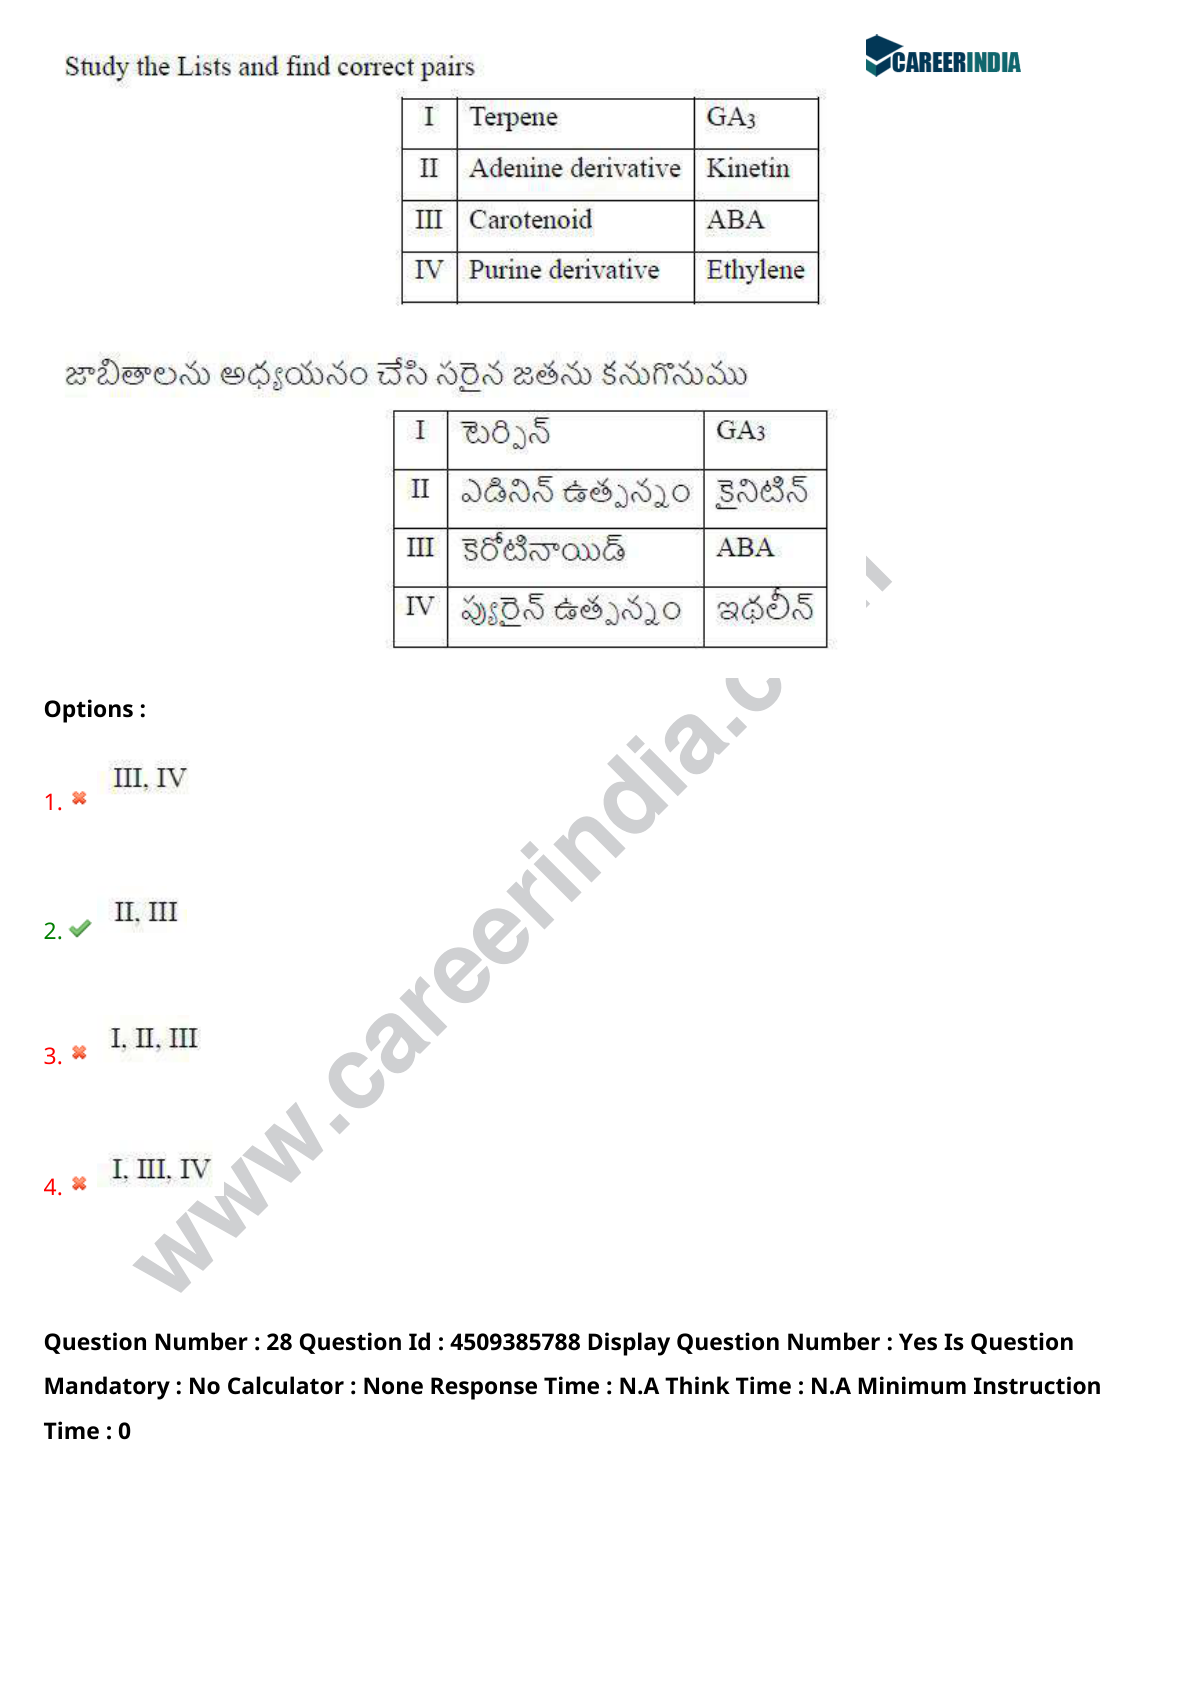 CAREERINDIA
Study the Lists and find correct pairs
I Terpene GA3
II Adenine derivative Kinetin
III Carotenoid ABA
IV Purine derivative Ethylene
జాబితాలను అధ్యయనం చేసి సరైన జతను కనుగొనుము
I టెర్పిన్ GA3
II ఎడినిన్ ఉత్పన్నం కైనిటిన్
III కెరోటినాయిడ్ ABA
IV ప్యురైన్ ఉత్పన్నం ఇథలీన్
Options :
1. III, IV
2. II, III
3. I, II, III
4. I, III, IV
www.careerindia.c
Question Number : 28 Question Id : 4509385788 Display Question Number : Yes Is Question
Mandatory : No Calculator : None Response Time : N.A Think Time : N.A Minimum Instruction
Time : 0